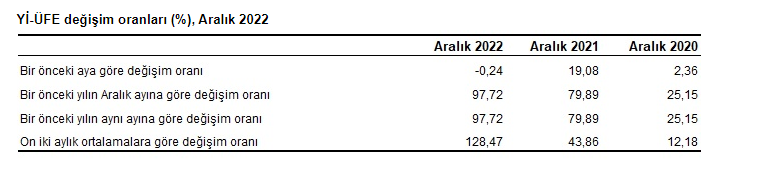 Yİ-ÜFE değişim oranları (%), Aralık 2022
Aralık 2022 Aralık 2021 Aralık 2020
Bir önceki aya göre değişim oranı -0,24 19,08 2,36
Bir önceki yılın Aralık ayına göre değişim oranı 97,72 79,89 25,15
Bir önceki yılın aynı ayına göre değişim oranı 97,72 79,89 25,15
On iki aylık ortalamalara göre değişim oranı 128,47 43,86 12,18